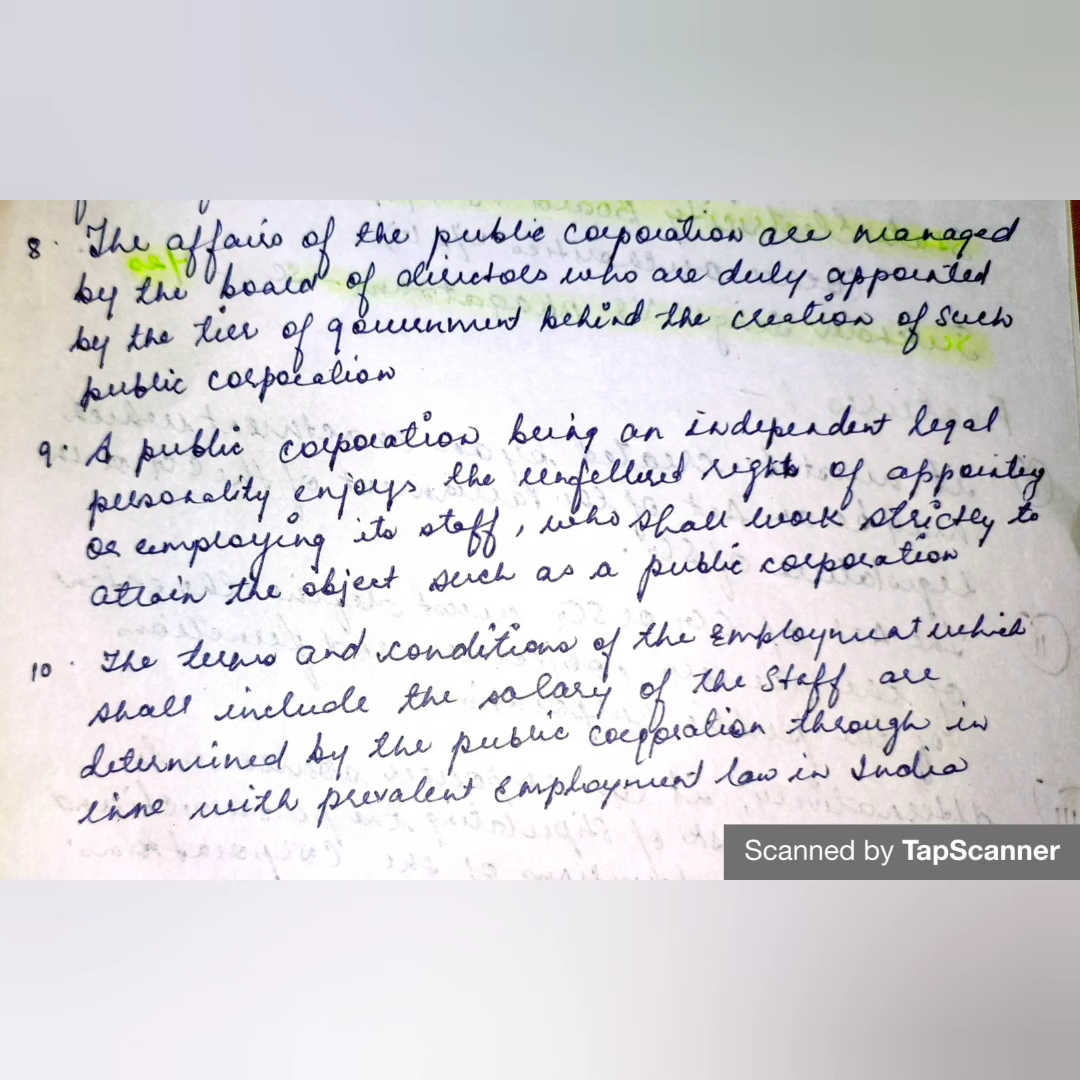 8. The affairs of the public corporation are managed
by the board of directors who are duly appointed
by the tier of government behind the creation of such
public corporation
9. A public corporation being an independent legal
personality enjoys the unfettered rights of appointing
or employing its staff, who shall work strictly to
attain the object such as a public corporation
10. The terms and conditions of the Employment which
shall include the salary of the Staff are
determined by the public corporation through in
line with prevalent Employment law in India
Scanned by TapScanner